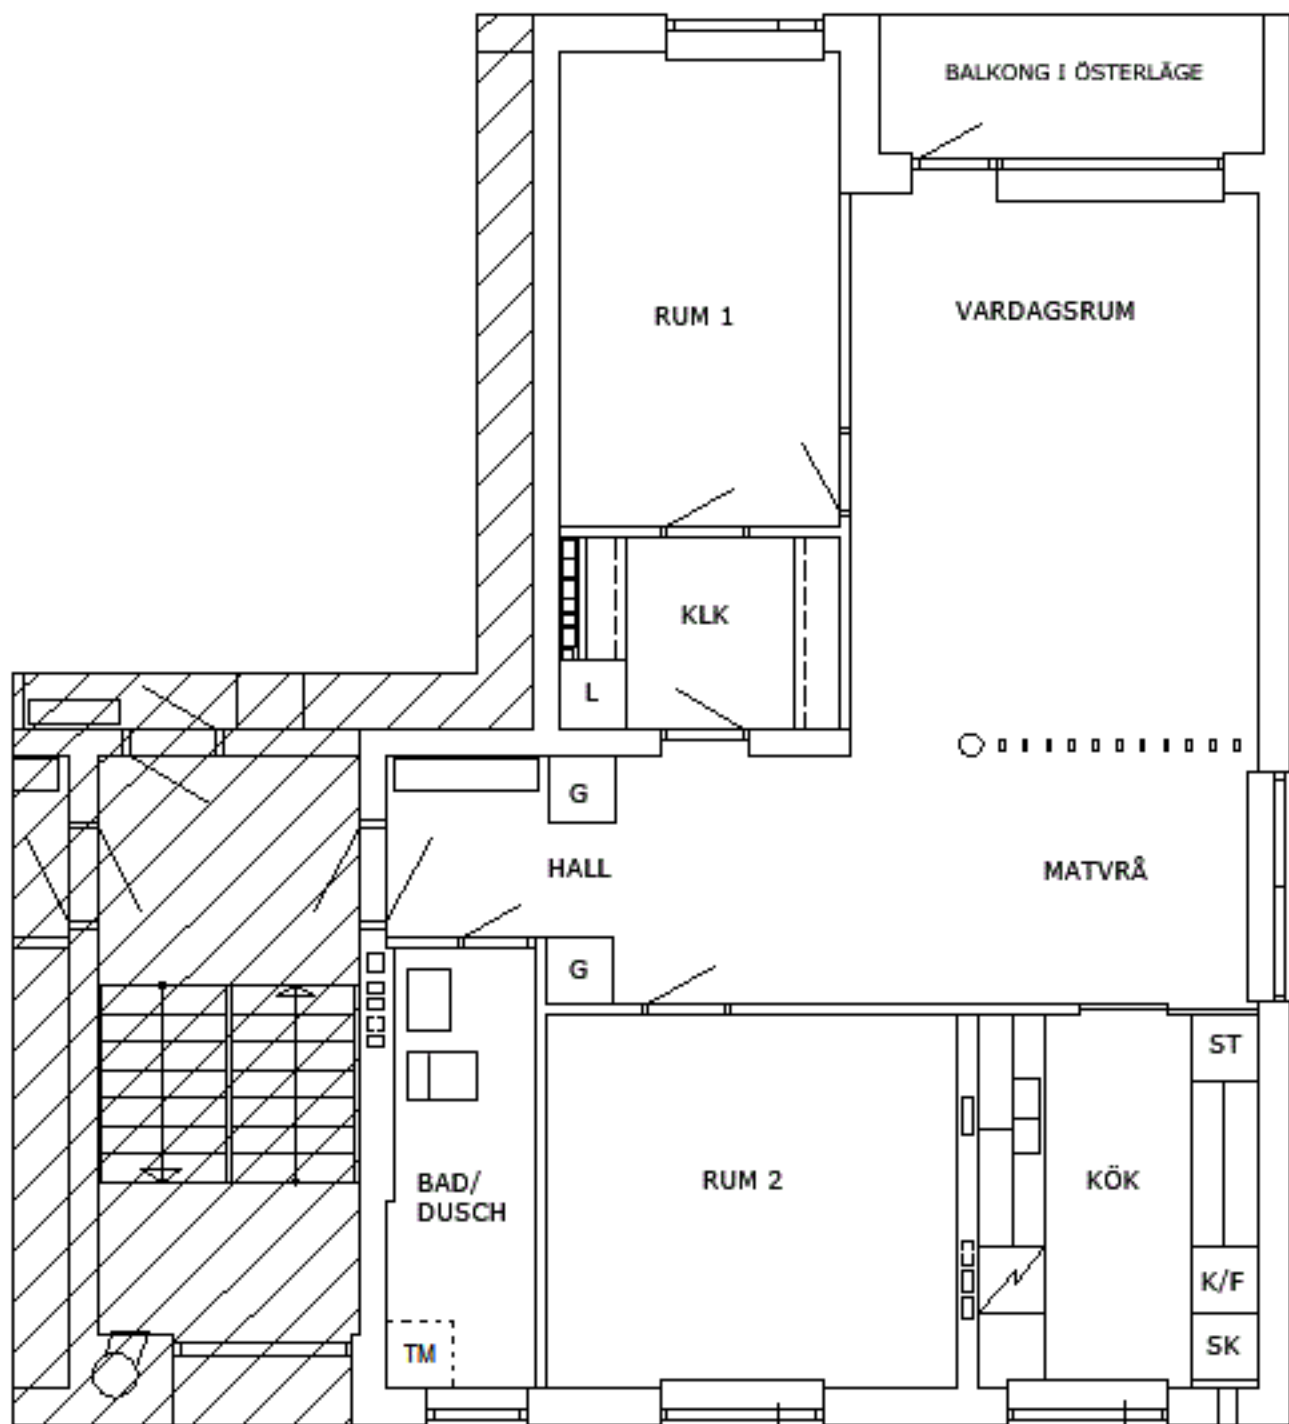 BALKONG I ÖSTERLÄGE
RUM 1
VARDAGSRUM
KLK
L
G
HALL
MATVRÅ
G
ST
BAD/
DUSCH
RUM 2
KÖK
K/F
TM
SK